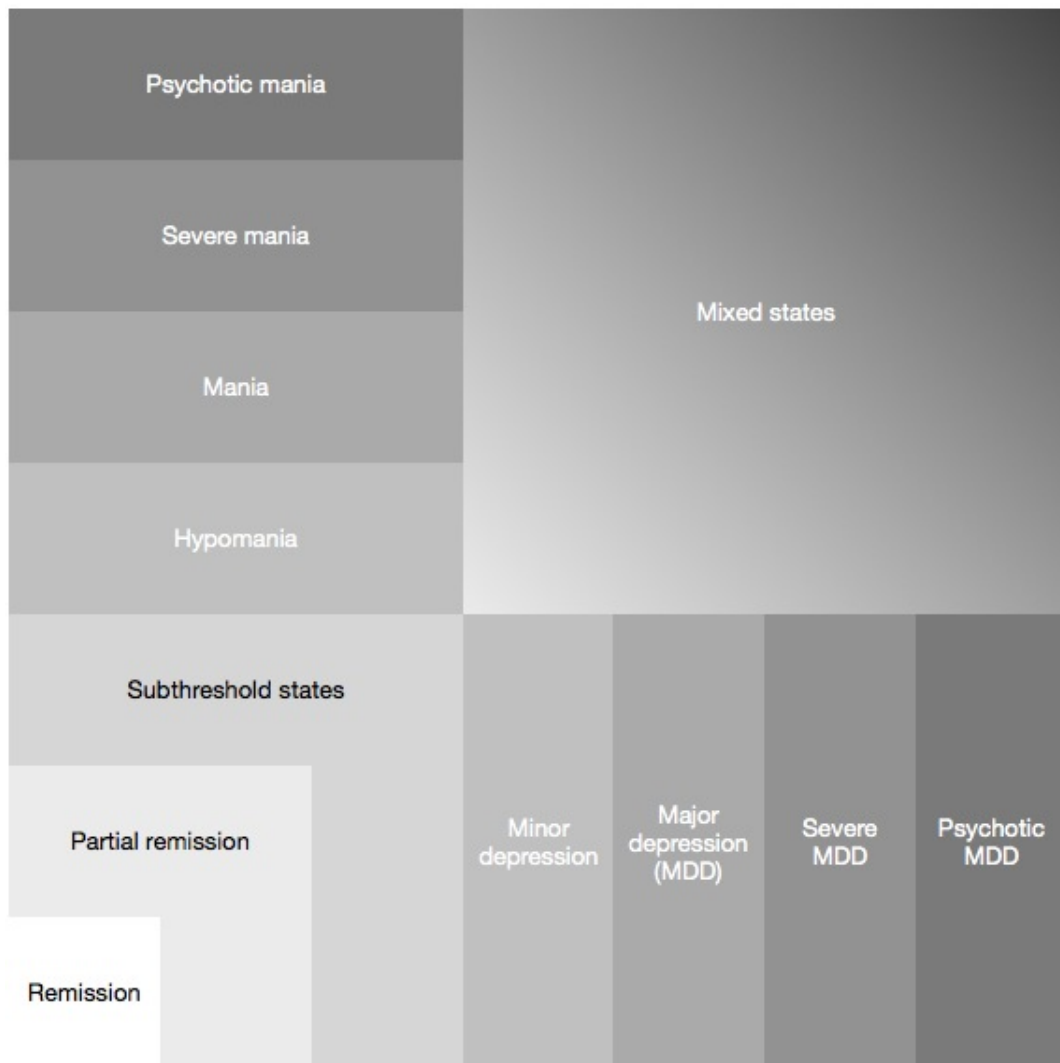 Psychotic mania
Severe mania
Mixed states
Mania
Hypomania
Subthreshold states
Partial remission
Minor
depression
Major
depression
(MDD)
Severe
MDD
Psychotic
MDD
Remission